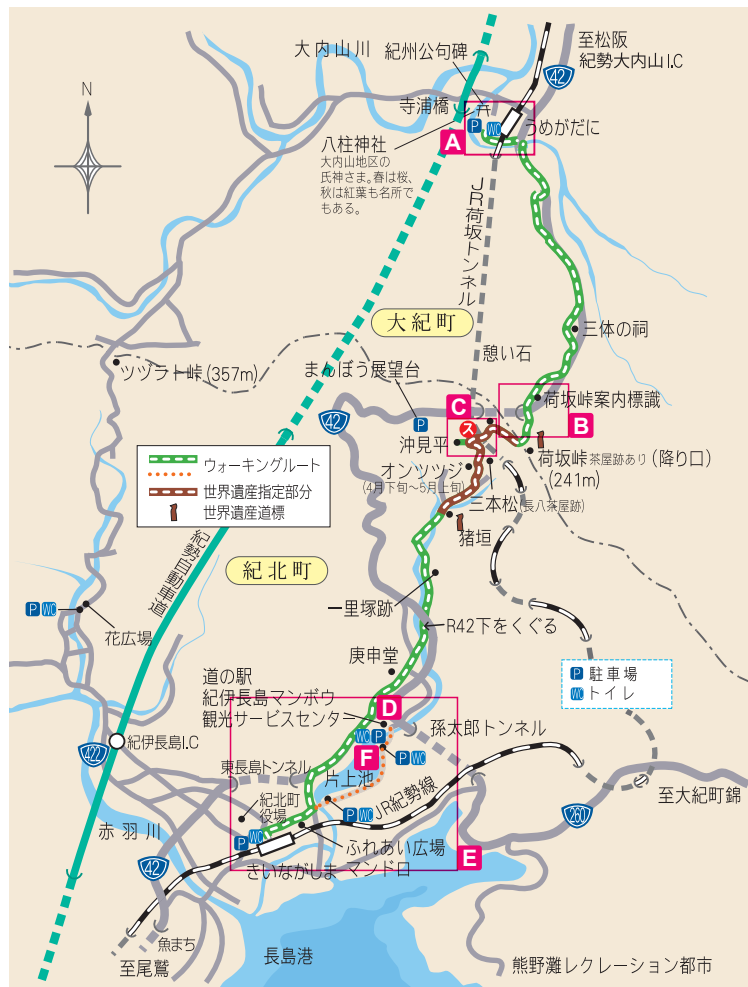 大内山川
紀州公句碑
至松阪
紀勢大内山I.C
42
N
寺浦橋
P
WC
うめがだに
A
八柱神社
大内山地区の
氏神さま。春は桜、
秋は紅葉も名所で
もある。
JR荷坂トンネル
大紀町
三体の祠
憩い石
ツヅラト峠(357m)
まんぼう展望台
42
P
C
ス
荷坂峠案内標識
B
沖見平
荷坂峠茶屋跡あり(降り口)
(241m)
オンツツジ
(4月下旬〜5月上旬)
三本松(長八茶屋跡)
ウォーキングルート
世界遺産指定部分
世界遺産道標
猪垣
紀勢自動車道
紀北町
一里塚跡
P WC
花広場
R42下をくぐる
庚申堂
P 駐車場
WC トイレ
道の駅
紀伊長島マンボウ
観光サービスセンター
D
孫太郎トンネル
WC P
F
P WC
422
紀伊長島I.C
東長島トンネル
片上池
JR紀勢線
P WC
至大紀町錦
260
紀北町
役場
赤羽川
P WC
ふれあい広場
マンドロ
E
42
きいながしま
魚まち
至尾鷲
長島港
熊野灘レクレーション都市